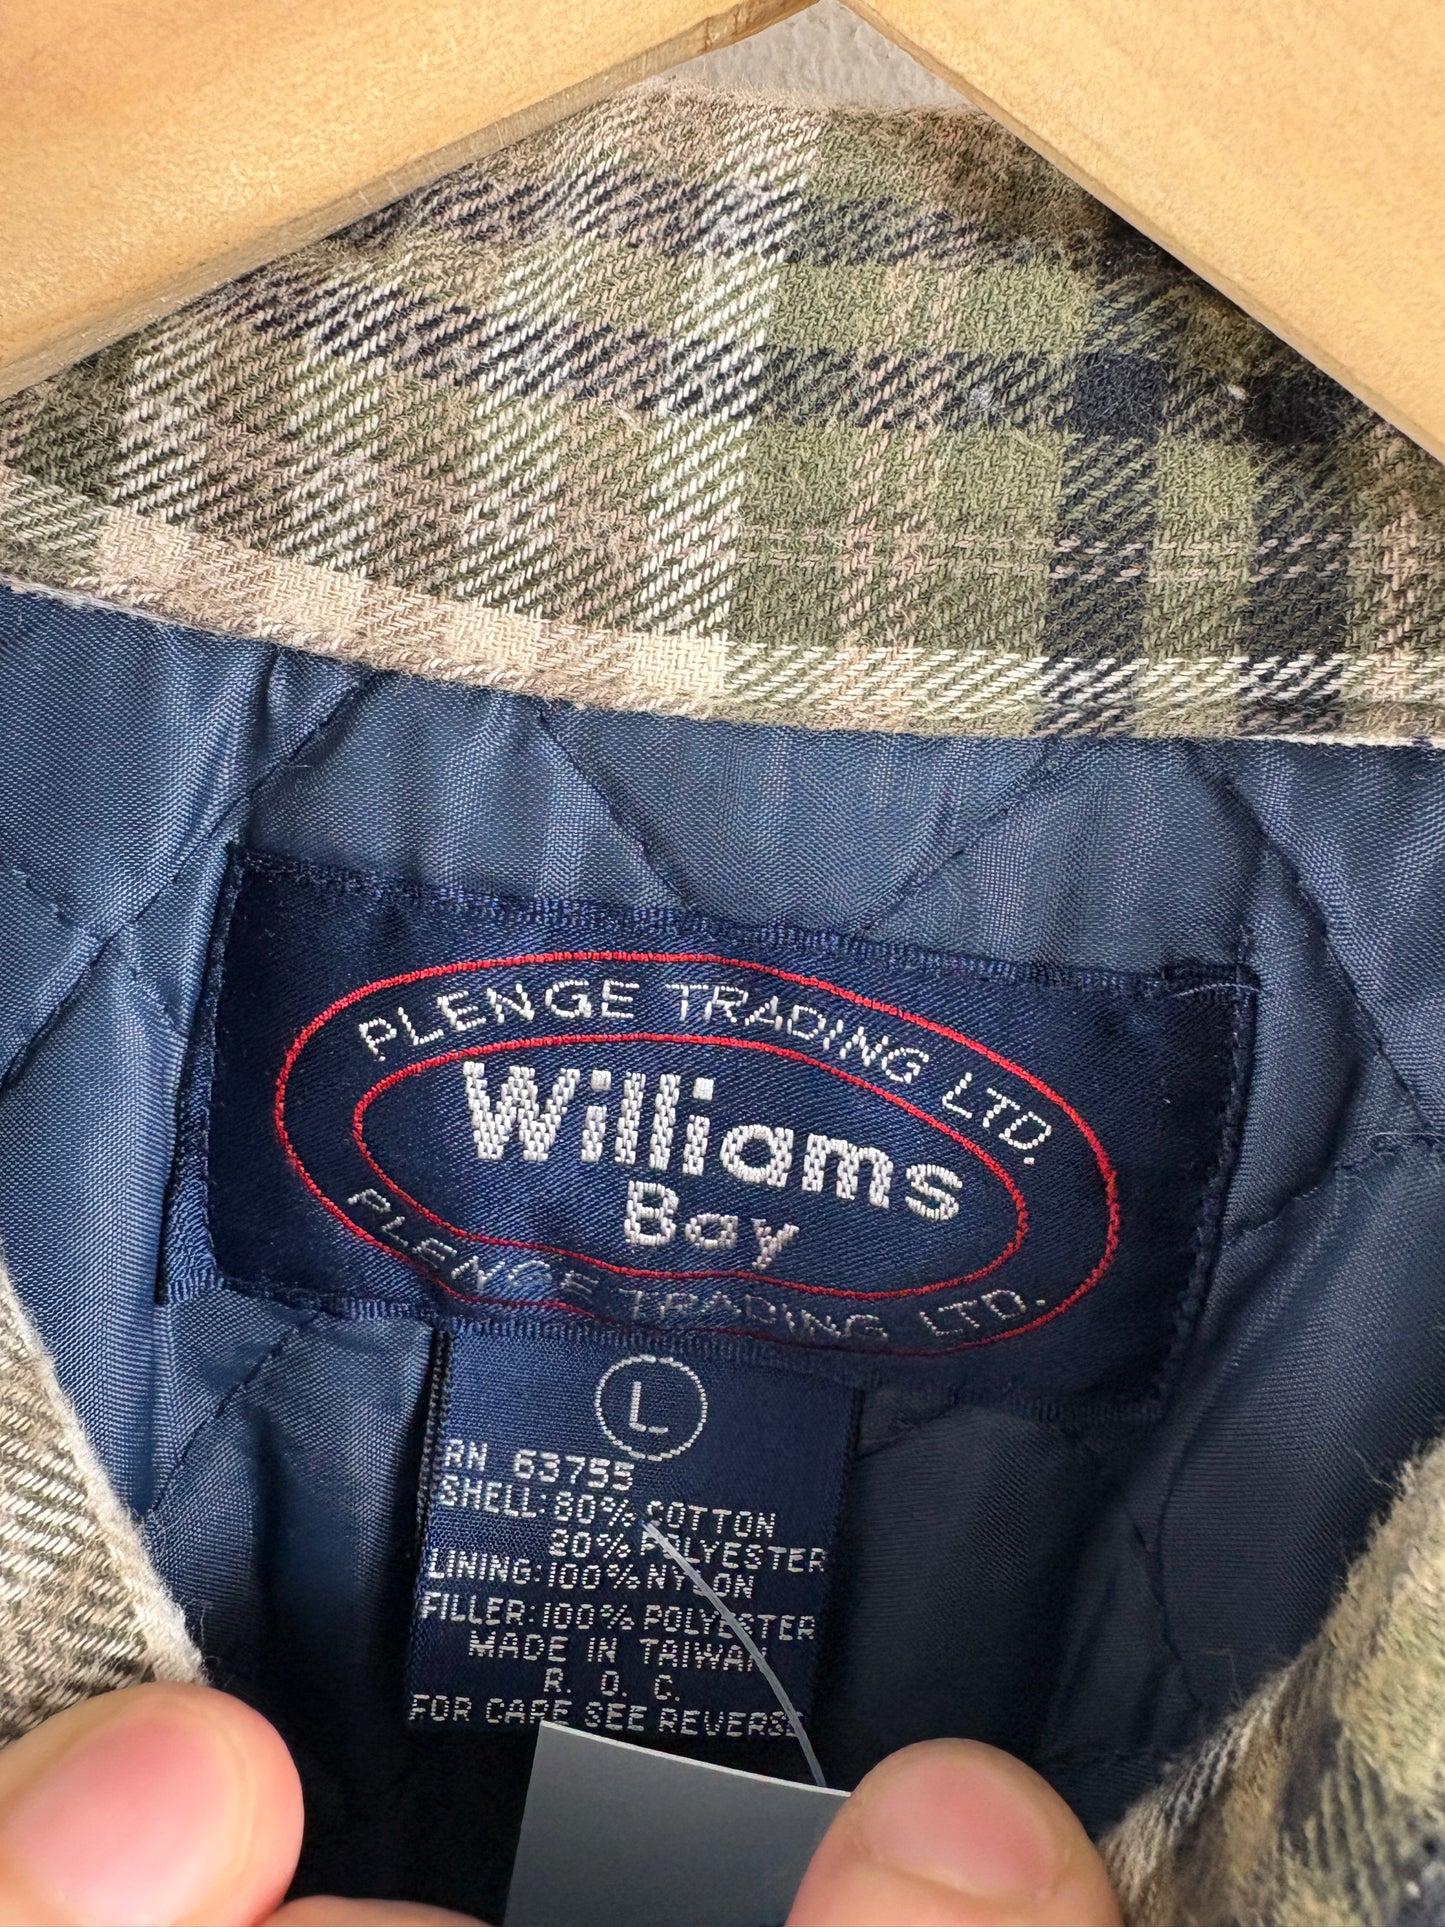 PLENGE TRADING LTD.
Williams
Bay
PLENGE TRADING LTD.
L
RN 63755
SHELL: 80% COTTON
20% POLYESTER
LINING: 100% NYLON
FILLER: 100% POLYESTER
MADE IN TAIWAN
R. O. C.
FOR CARE SEE REVERSE